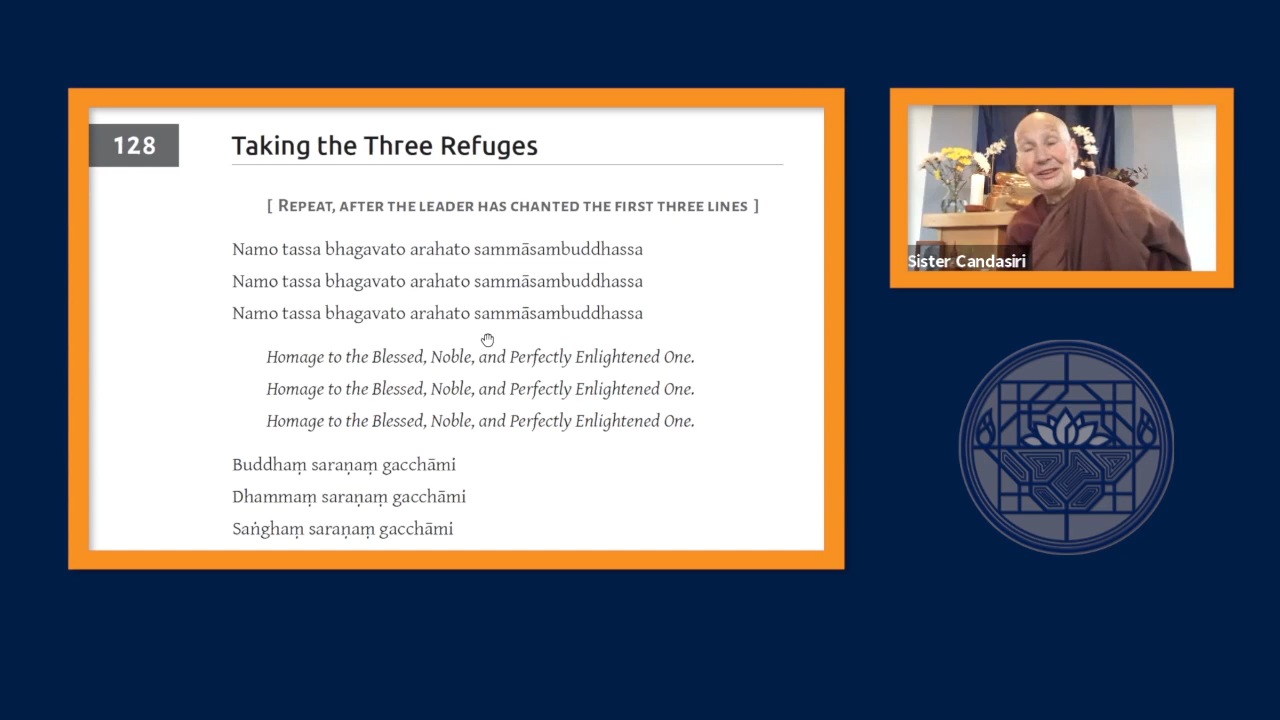 128
Taking the Three Refuges
[ Repeat, after the leader has chanted the first three lines ]
Namo tassa bhagavato arahato sammāsambuddhassa
Namo tassa bhagavato arahato sammāsambuddhassa
Namo tassa bhagavato arahato sammāsambuddhassa
Homage to the Blessed, Noble, and Perfectly Enlightened One.
Homage to the Blessed, Noble, and Perfectly Enlightened One.
Homage to the Blessed, Noble, and Perfectly Enlightened One.
Buddhaṃ saraṇaṃ gacchāmi
Dhammaṃ saraṇaṃ gacchāmi
Saṅghaṃ saraṇaṃ gacchāmi
Sister Candasiri